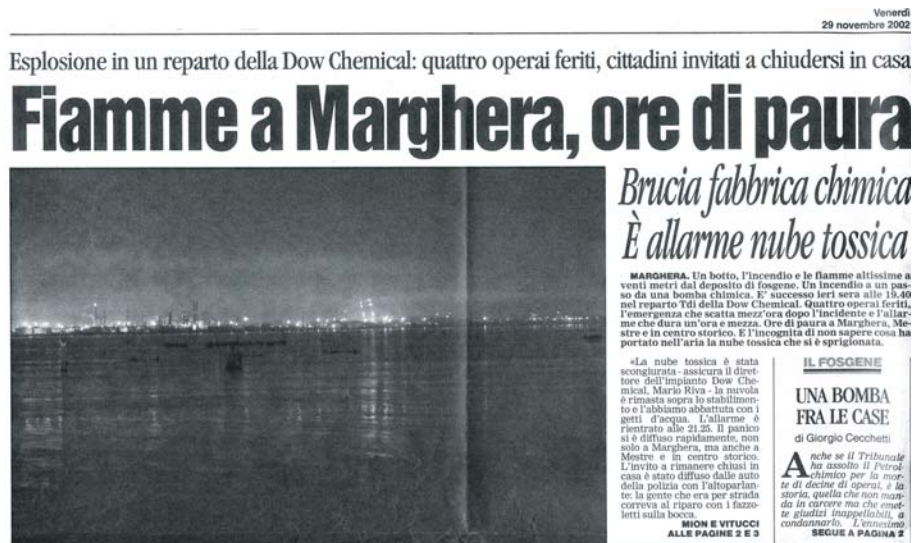 Venerdì
29 novembre 2002
Esplosione in un reparto della Dow Chemical: quattro operai feriti, cittadini invitati a chiudersi in casa
Fiamme a Marghera, ore di paura
Brucia fabbrica chimica
È allarme nube tossica
MARGHERA. Un botto, l'incendio e le fiamme altissime a
venti metri dal deposito di fosgene. Un incendio a un pas-
so da una bomba chimica. E' successo ieri sera alle 19.40
nel reparto Tdi della Dow Chemical. Quattro operai feriti,
l'emergenza che scatta mezz'ora dopo l'incidente e l'allar-
me che dura un'ora e mezza. Ore di paura a Marghera, Me-
stre e in centro storico. E l'incognita di non sapere cosa ha
portato nell'aria la nube tossica che si è sprigionata.
«La nube tossica è stata
scongiurata - assicura il diret-
tore dell'impianto Dow Che-
mical, Mario Riva - la nuvola
è rimasta sopra lo stabilimen-
to e l'abbiamo abbattuta con i
getti d'acqua. L'allarme è
rientrato alle 21.25. Il panico
si è diffuso rapidamente, non
solo a Marghera, ma anche a
Mestre e in centro storico.
L'invito a rimanere chiusi in
casa è stato diffuso dalle auto
della polizia con l'altoparlan-
te: la gente che era per strada
correva al riparo con i fazzo-
letti sulla bocca.
MION E VITUCCI
ALLE PAGINE 2 E 3
IL FOSGENE
UNA BOMBA
FRA LE CASE
di Giorgio Cecchetti
Anche se il Tribunale
ha assolto il Petrol-
chimico per la mor-
te di decine di operai, è la
storia, quella che non man-
da in carcere ma che emet-
te giudizi inappellabili, a
condannarlo. L'ennesimo
SEGUE A PAGINA 2